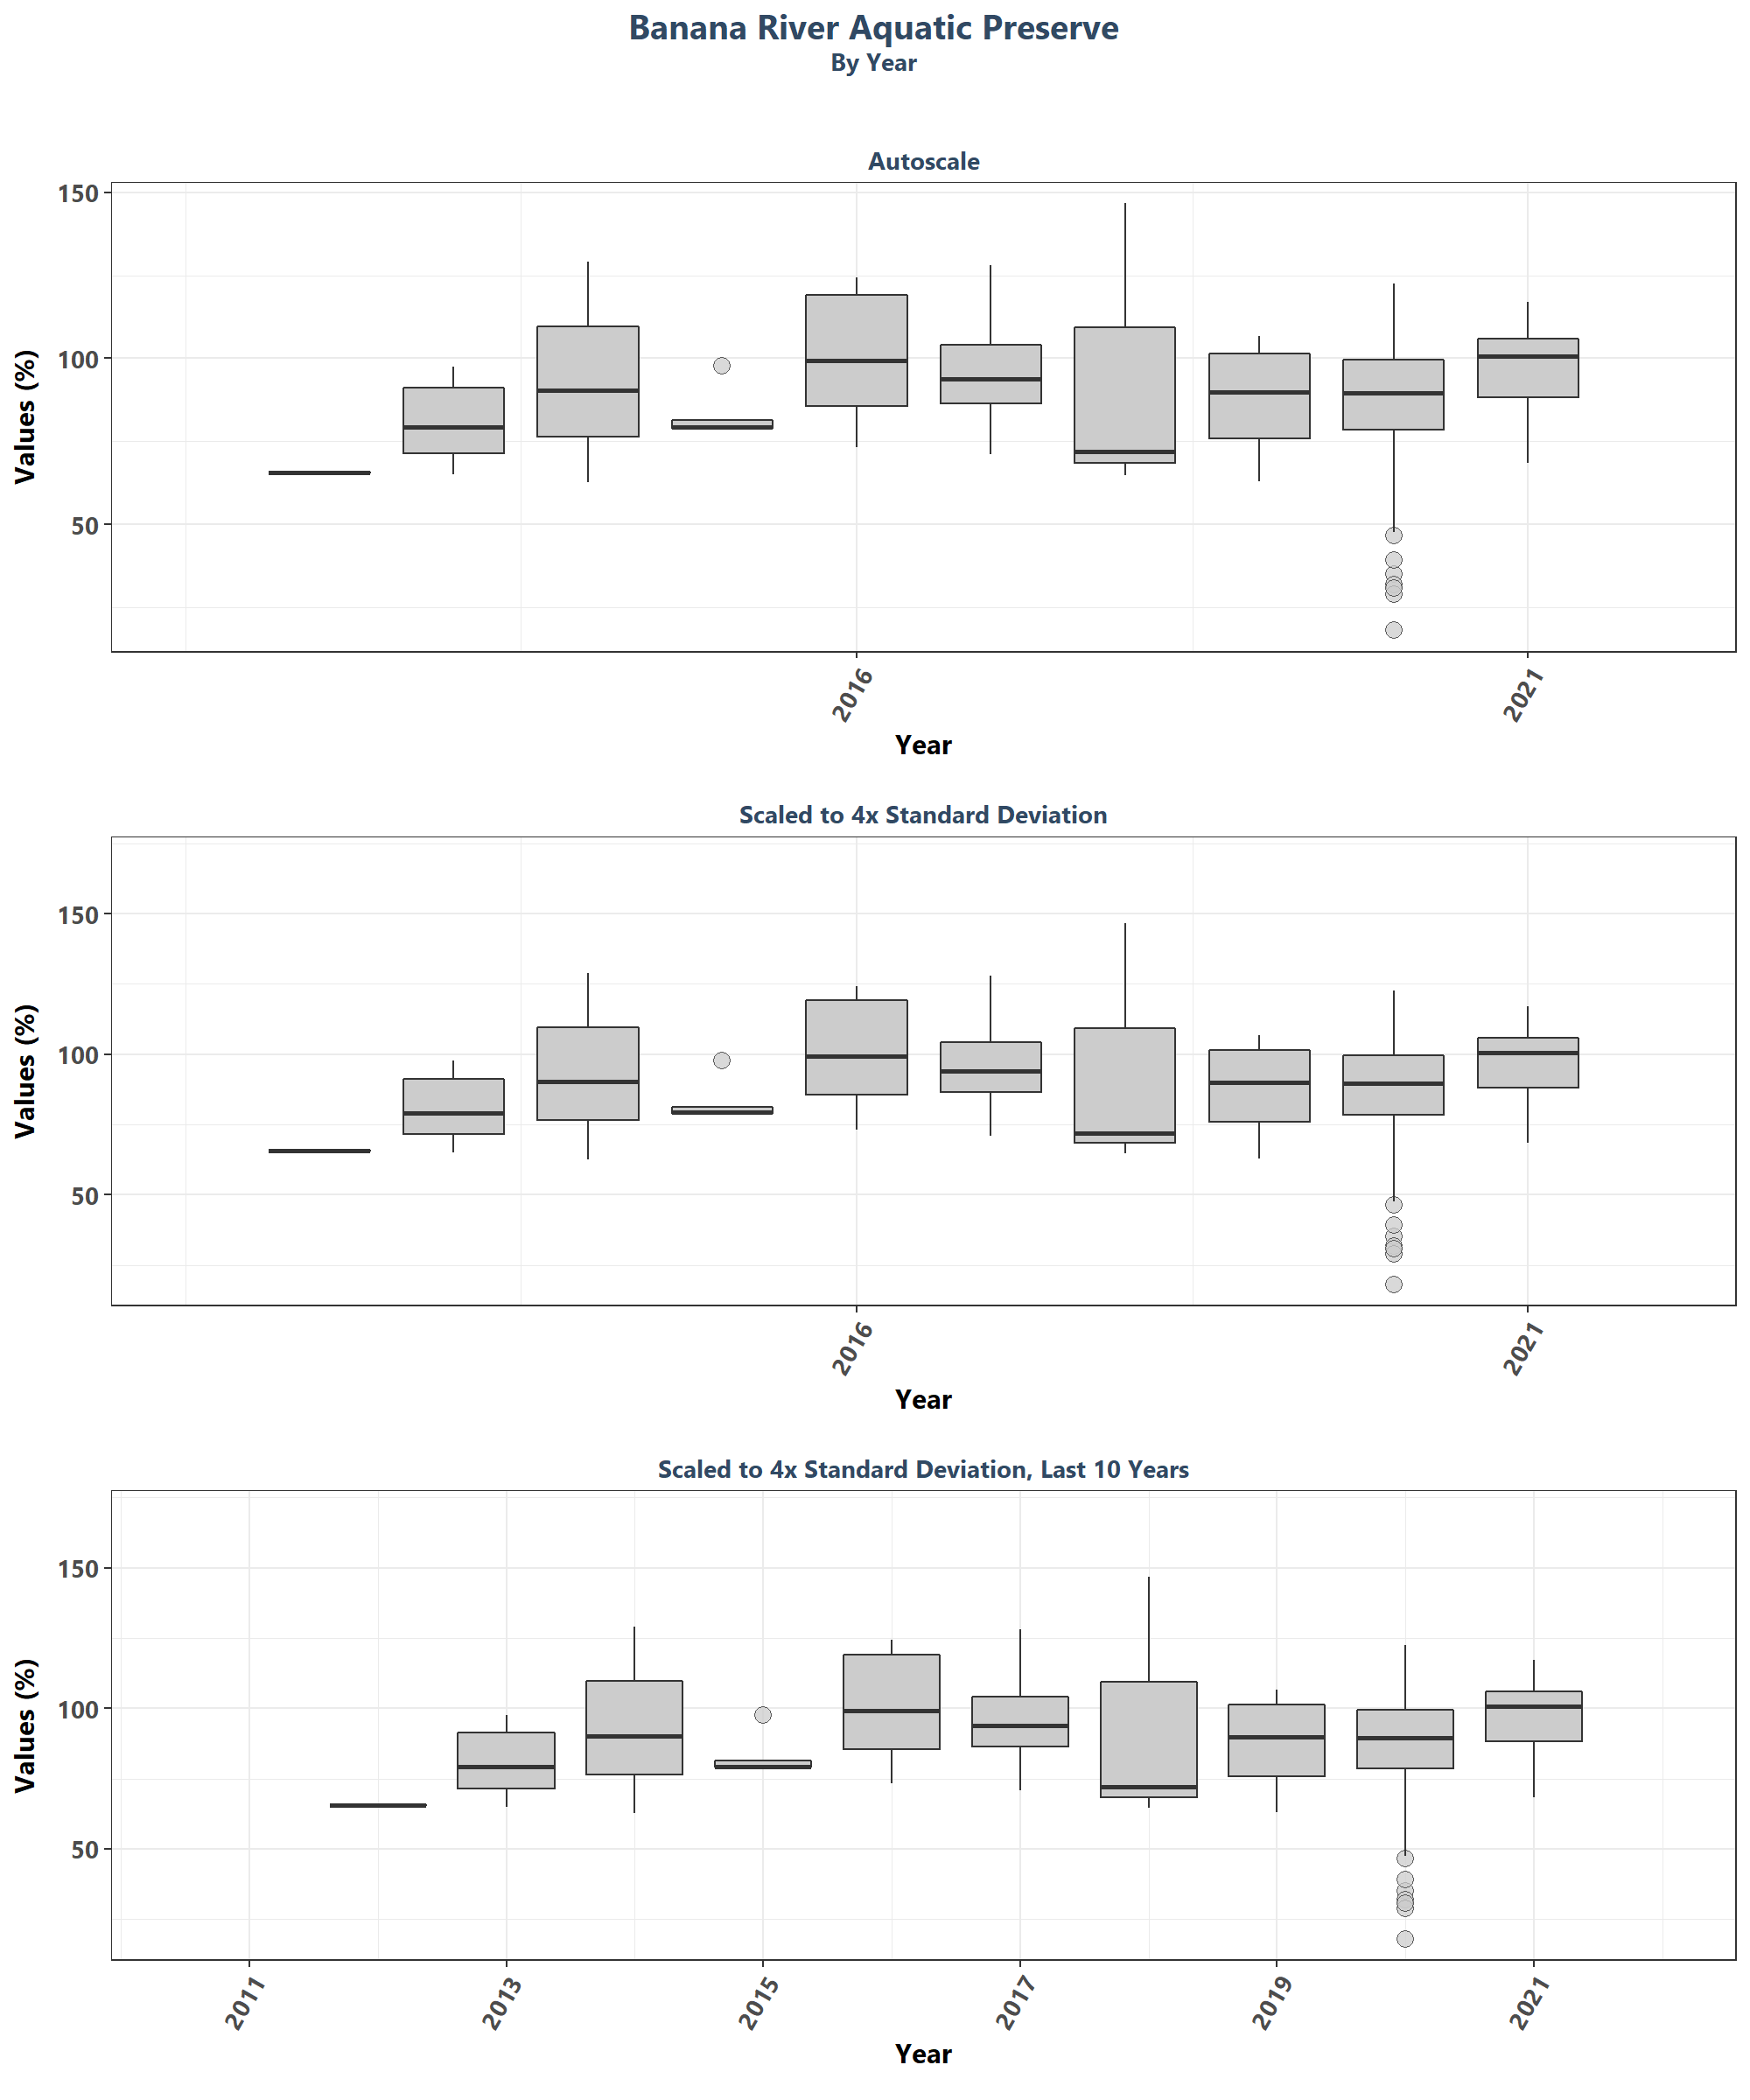 Banana River Aquatic Preserve
By Year
Autoscale
150
100
50
Values (%)
2016
2021
Year
Scaled to 4x Standard Deviation
150
100
50
Values (%)
2016
2021
Year
Scaled to 4x Standard Deviation, Last 10 Years
150
100
50
Values (%)
2011
2013
2015
2017
2019
2021
Year